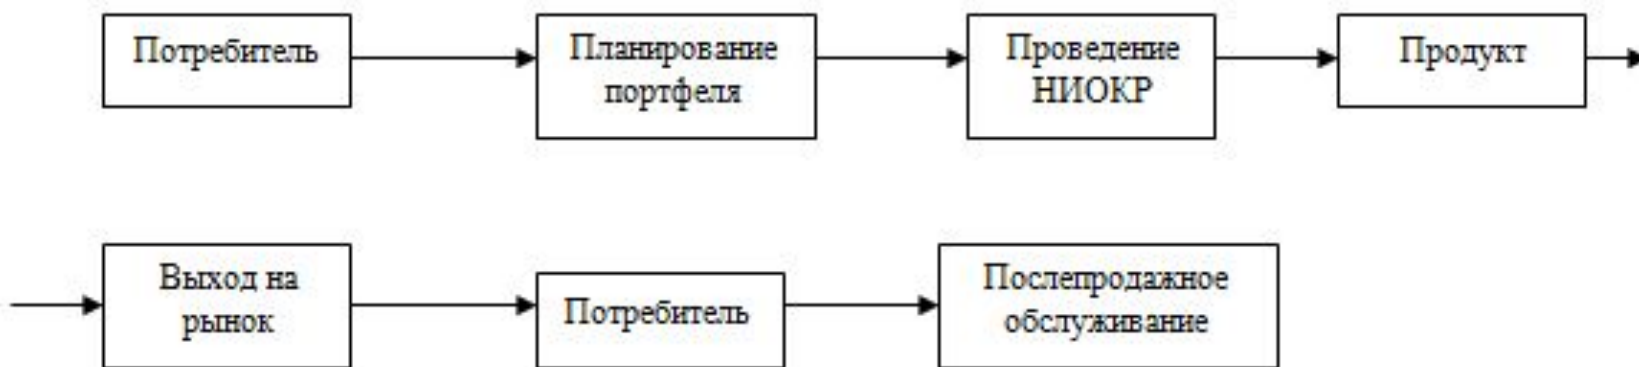 Потребитель
Планирование
портфеля
Проведение
НИОКР
Продукт
Выход на
рынок
Потребитель
Послепродажное
обслуживание